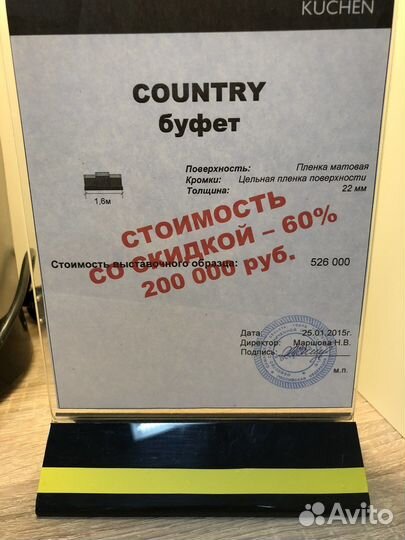 KUCHEN
COUNTRY
буфет
Поверхность: Пленка матовая
Кромки: Цельная пленка поверхности
Толщина: 22 мм
1,6м
СТОИМОСТЬ
СО СКИДКОЙ – 60%
200 000 руб.
Стоимость выставочного образца: 526 000
Дата: 25.01.2015г.
Директор: Маршова Н.В.
Подпись:
м.п.
Avito